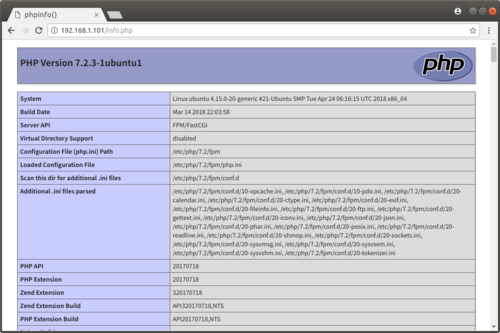 phpinfo()
192.168.1.101/info.php
PHP Version 7.2.3-1ubuntu1
php
System Linux ubuntu 4.15.0-20-generic #21-Ubuntu SMP Tue Apr 24 06:16:15 UTC 2018 x86_64
Build Date Mar 14 2018 22:03:58
Server API FPM/FastCGI
Virtual Directory Support disabled
Configuration File (php.ini) Path /etc/php/7.2/fpm
Loaded Configuration File /etc/php/7.2/fpm/php.ini
Scan this dir for additional .ini files /etc/php/7.2/fpm/conf.d
Additional .ini files parsed /etc/php/7.2/fpm/conf.d/10-opcache.ini, /etc/php/7.2/fpm/conf.d/10-pdo.ini, /etc/php/7.2/fpm/conf.d/20-
calendar.ini, /etc/php/7.2/fpm/conf.d/20-ctype.ini, /etc/php/7.2/fpm/conf.d/20-exif.ini,
/etc/php/7.2/fpm/conf.d/20-fileinfo.ini, /etc/php/7.2/fpm/conf.d/20-ftp.ini, /etc/php/7.2/fpm/conf.d/20-
gettext.ini, /etc/php/7.2/fpm/conf.d/20-iconv.ini, /etc/php/7.2/fpm/conf.d/20-json.ini,
/etc/php/7.2/fpm/conf.d/20-phar.ini, /etc/php/7.2/fpm/conf.d/20-posix.ini, /etc/php/7.2/fpm/conf.d/20-
readline.ini, /etc/php/7.2/fpm/conf.d/20-shmop.ini, /etc/php/7.2/fpm/conf.d/20-sockets.ini,
/etc/php/7.2/fpm/conf.d/20-sysvmsg.ini, /etc/php/7.2/fpm/conf.d/20-sysvsem.ini,
/etc/php/7.2/fpm/conf.d/20-sysvshm.ini, /etc/php/7.2/fpm/conf.d/20-tokenizer.ini
PHP API 20170718
PHP Extension 20170718
Zend Extension 320170718
Zend Extension Build API320170718,NTS
PHP Extension Build API20170718,NTS